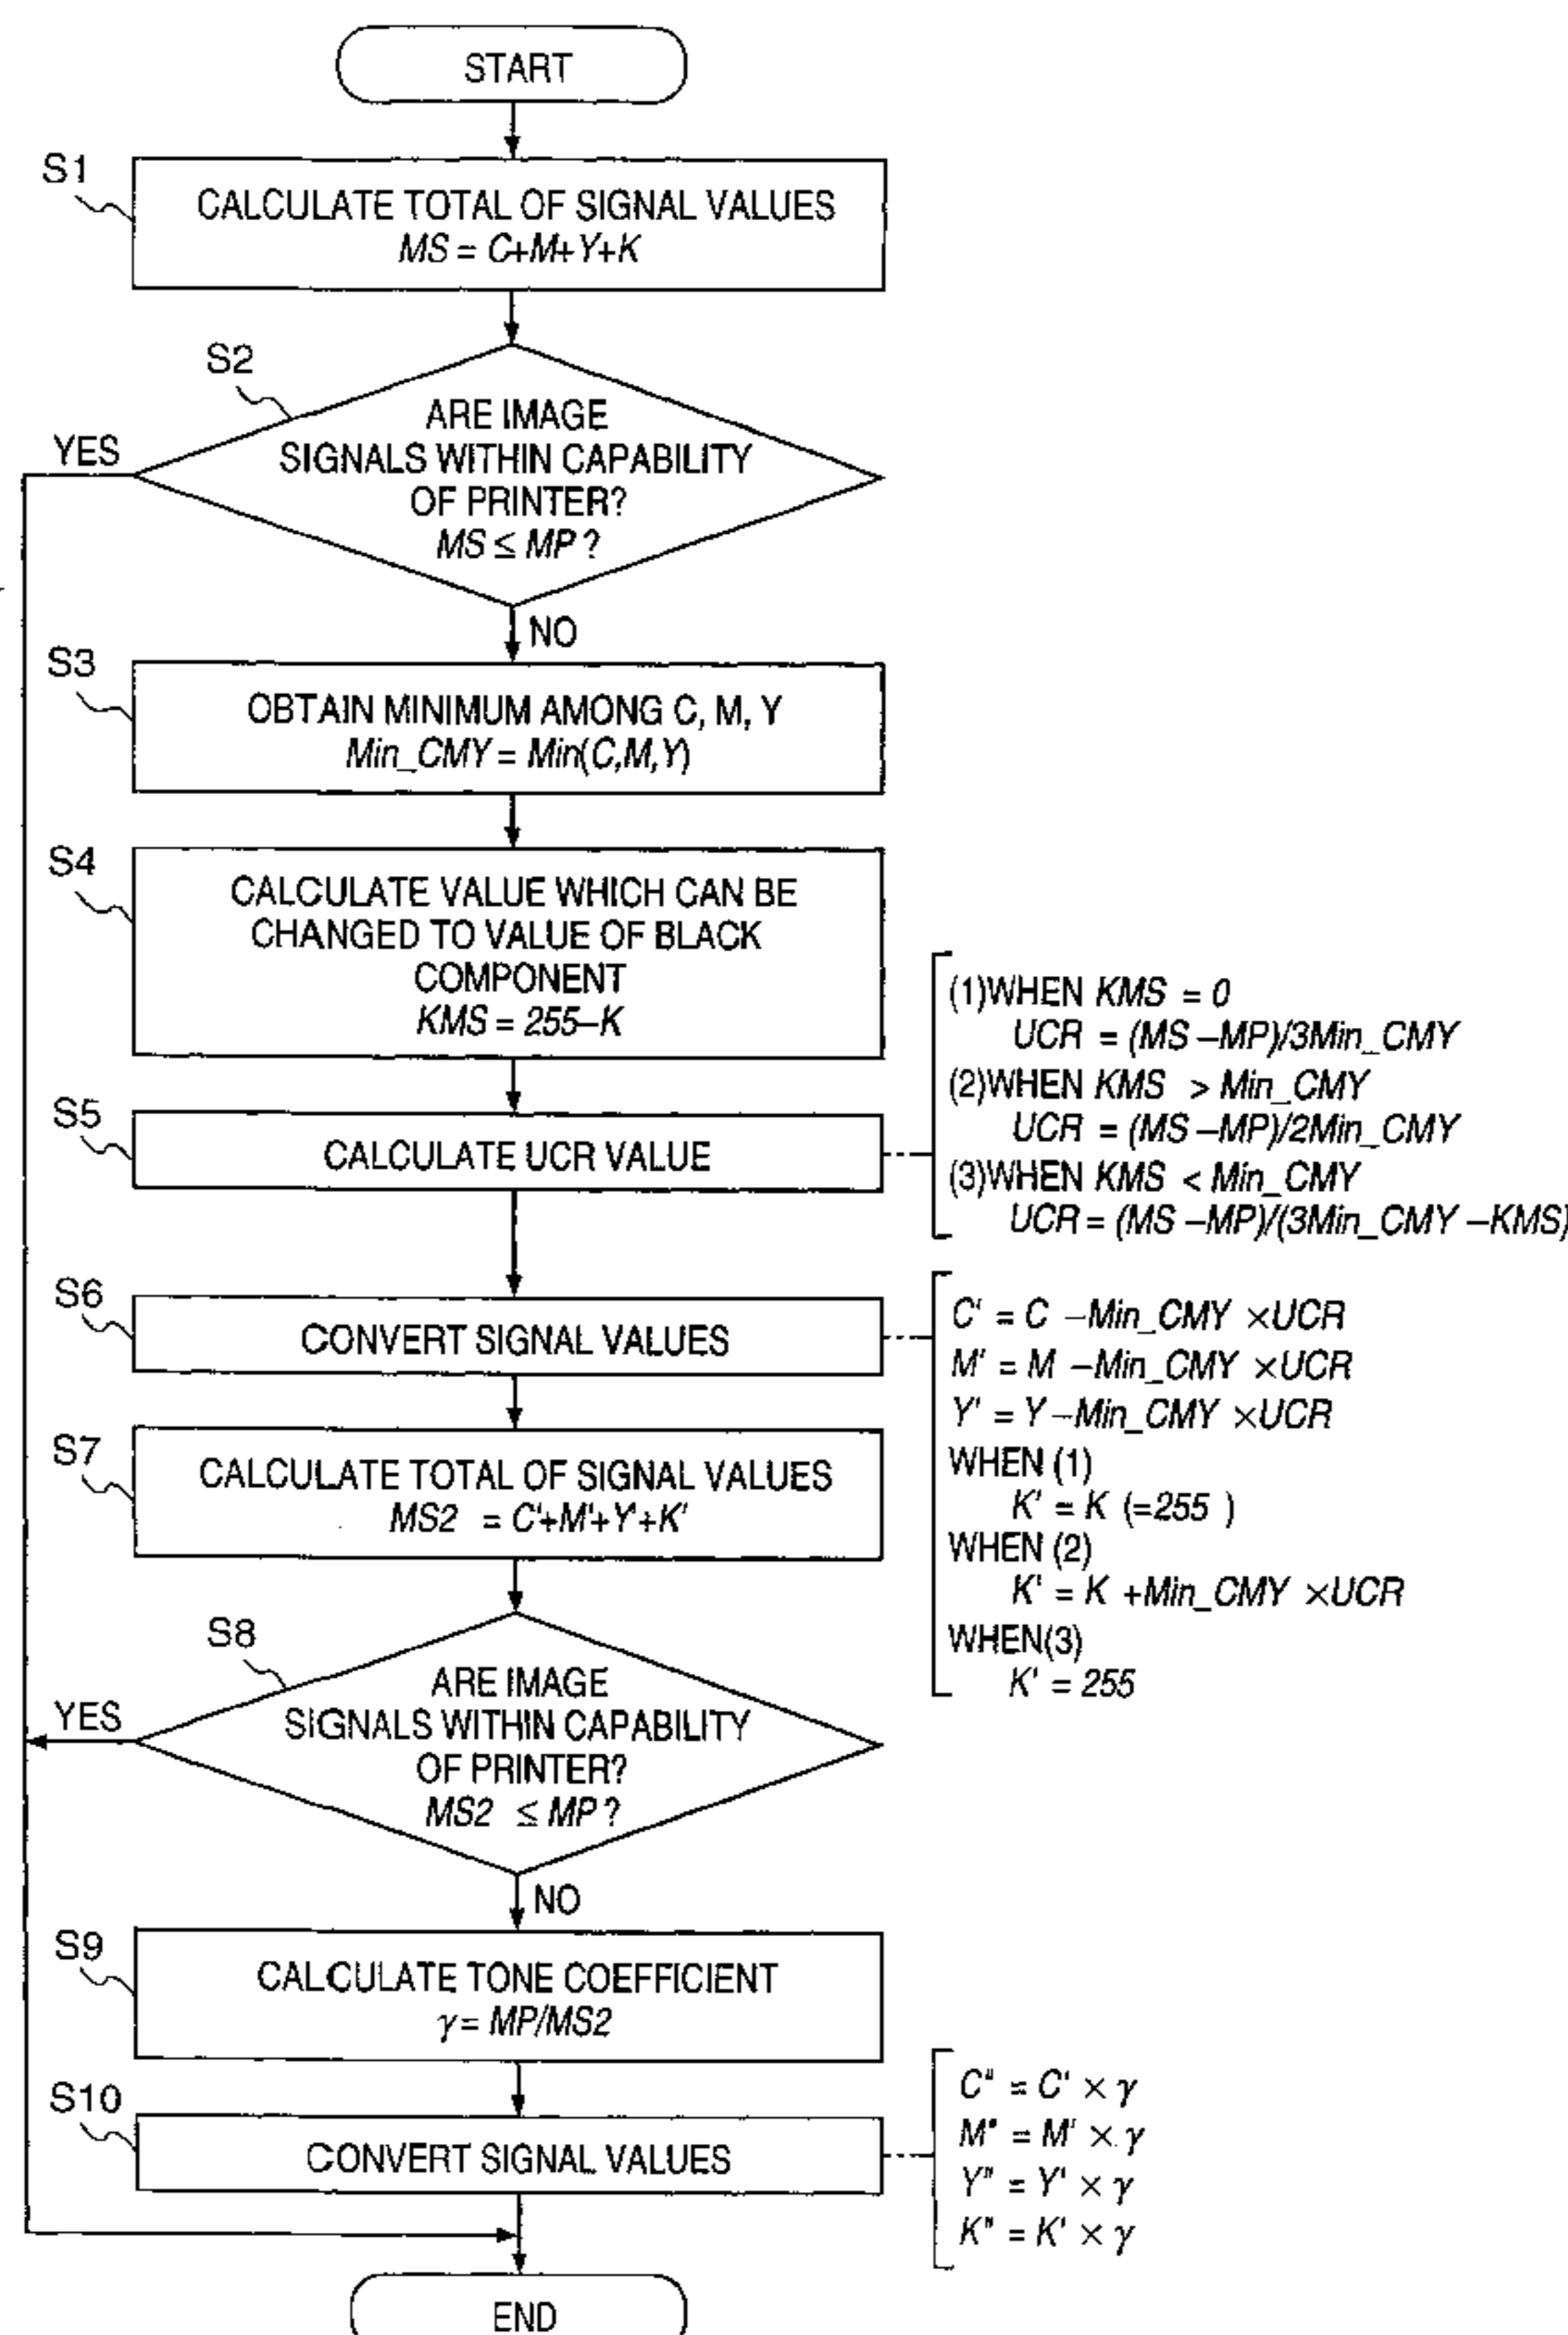 START
S1
CALCULATE TOTAL OF SIGNAL VALUES
MS = C+M+Y+K
S2
ARE IMAGE
SIGNALS WITHIN CAPABILITY
OF PRINTER?
MS ≤ MP ?
YES
NO
S3
OBTAIN MINIMUM AMONG C, M, Y
Min_CMY = Min(C,M,Y)
S4
CALCULATE VALUE WHICH CAN BE
CHANGED TO VALUE OF BLACK
COMPONENT
KMS = 255–K
S5
CALCULATE UCR VALUE
(1)WHEN KMS = 0
UCR = (MS –MP)/3Min_CMY
(2)WHEN KMS > Min_CMY
UCR = (MS –MP)/2Min_CMY
(3)WHEN KMS < Min_CMY
UCR = (MS –MP)/(3Min_CMY –KMS)
S6
CONVERT SIGNAL VALUES
C' = C –Min_CMY ×UCR
M' = M –Min_CMY ×UCR
Y' = Y –Min_CMY ×UCR
WHEN (1)
K' = K (=255 )
WHEN (2)
K' = K +Min_CMY ×UCR
WHEN(3)
K' = 255
S7
CALCULATE TOTAL OF SIGNAL VALUES
MS2 = C'+M'+Y'+K'
S8
ARE IMAGE
SIGNALS WITHIN CAPABILITY
OF PRINTER?
MS2 ≤ MP ?
YES
NO
S9
CALCULATE TONE COEFFICIENT
γ = MP/MS2
S10
CONVERT SIGNAL VALUES
C" = C' × γ
M" = M' × γ
Y" = Y' × γ
K" = K' × γ
END